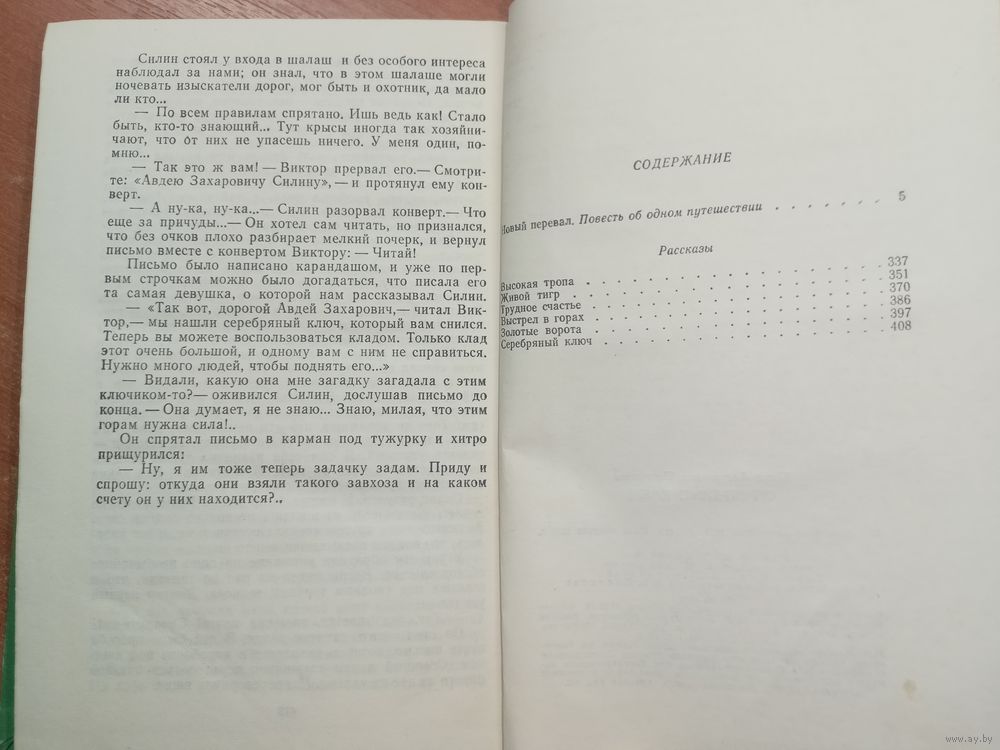 Силин стоял у входа в шалаш и без особого интереса
наблюдал за нами; он знал, что в этом шалаше могли
ночевать изыскатели дорог, мог быть и охотник, да мало
ли кто...
— По всем правилам спрятано. Ишь ведь как! Стало
быть, кто-то знающий... Тут крысы иногда так хозяйни-
чают, что от них не упасешь ничего. У меня один, по-
мню...
— Так это ж вам! — Виктор прервал его.— Смотри-
те: «Авдею Захаровичу Силину», — и протянул ему кон-
верт.
— А ну-ка, ну-ка...— Силин разорвал конверт.— Что
еще за причуды...— Он хотел сам читать, но признался,
что без очков плохо разбирает мелкий почерк, и вернул
письмо вместе с конвертом Виктору: — Читай!
Письмо было написано карандашом, и уже по пер-
вым строчкам можно было догадаться, что писала его
та самая девушка, о которой нам рассказывал Силин.
— «Так вот, дорогой Авдей Захарович,— читал Вик-
тор,— мы нашли серебряный ключ, который вам снился.
Теперь вы можете воспользоваться кладом. Только клад
этот очень большой, и одному вам с ним не справиться.
Нужно много людей, чтобы поднять его...»
— Видали, какую она мне загадку загадала с этим
ключиком-то? — оживился Силин, дослушав письмо до
конца. — Она думает, я не знаю... Знаю, милая, что этим
горам нужна сила!..
Он спрятал письмо в карман под тужурку и хитро
прищурился:
— Ну, я им тоже теперь задачку задам. Приду и
спрошу: откуда они взяли такого завхоза и на каком
счету он у них находится?..
СОДЕРЖАНИЕ
Новый перевал. Повесть об одном путешествии . . . . . . . 5
Рассказы
Высокая тропа . . . . . . . . . . . 337
Живой тигр . . . . . . . . . . . 351
Трудное счастье . . . . . . . . . . . 370
Выстрел в горах . . . . . . . . . . . 386
Золотые ворота . . . . . . . . . . . 397
Серебряный ключ . . . . . . . . . . . 408
www.ay.by